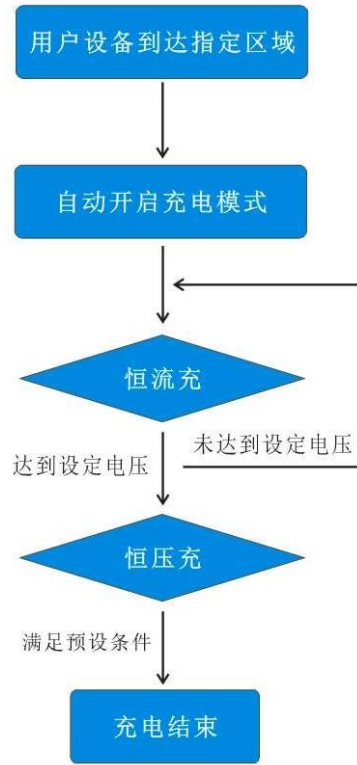 用户设备到达指定区域
自动开启充电模式
恒流充
达到设定电压
未达到设定电压
恒压充
满足预设条件
充电结束